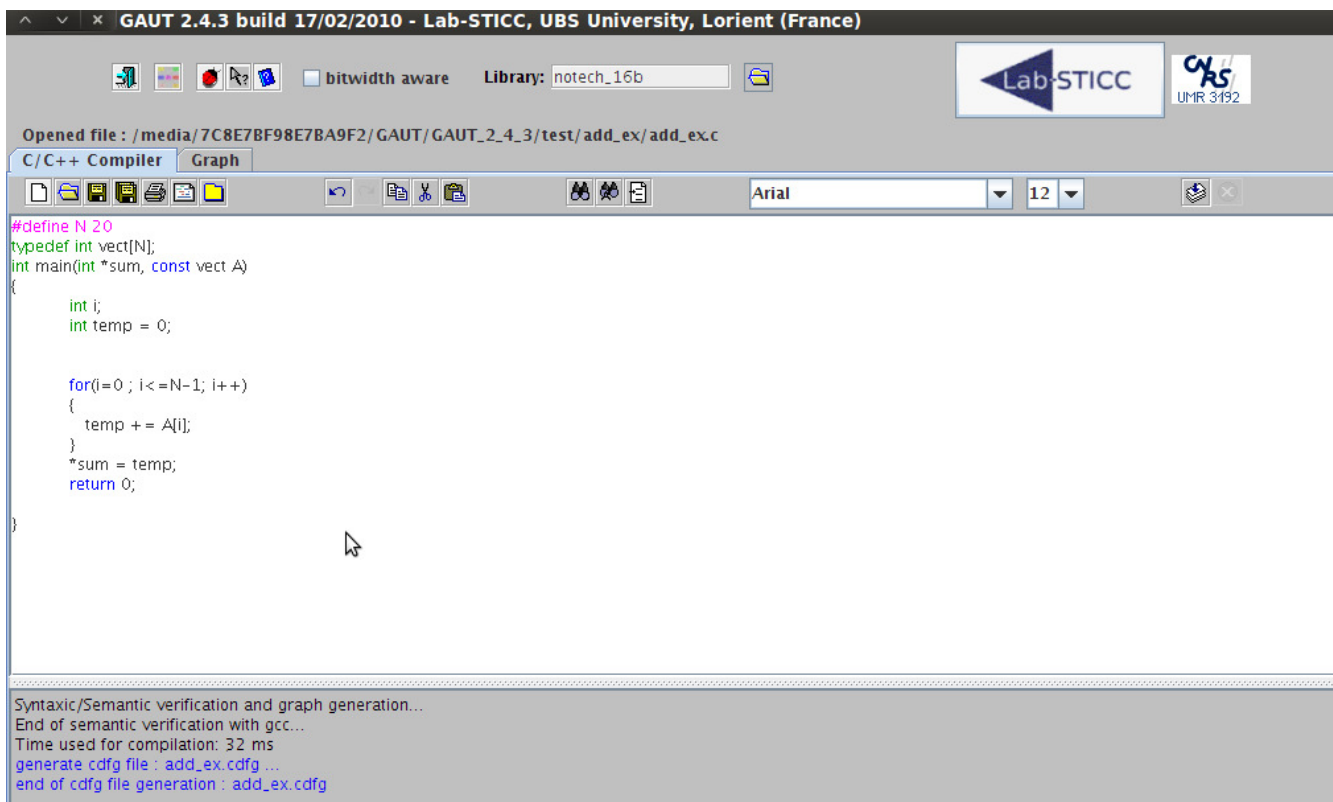 GAUT 2.4.3 build 17/02/2010 - Lab-STICC, UBS University, Lorient (France)
bitwidth aware Library: notech_16b
Lab-STICC
CNRS
UMR 3192
Opened file : /media/7C8E7BF98E7BA9F2/GAUT/GAUT_2_4_3/test/add_ex/add_ex.c
C/C++ Compiler Graph
Arial 12
#define N 20
typedef int vect[N];
int main(int *sum, const vect A)
{
int i;
int temp = 0;
for(i=0 ; i<=N-1; i++)
{
temp += A[i];
}
*sum = temp;
return 0;
}
Syntaxic/Semantic verification and graph generation...
End of semantic verification with gcc...
Time used for compilation: 32 ms
generate cdfg file : add_ex.cdfg ...
end of cdfg file generation : add_ex.cdfg